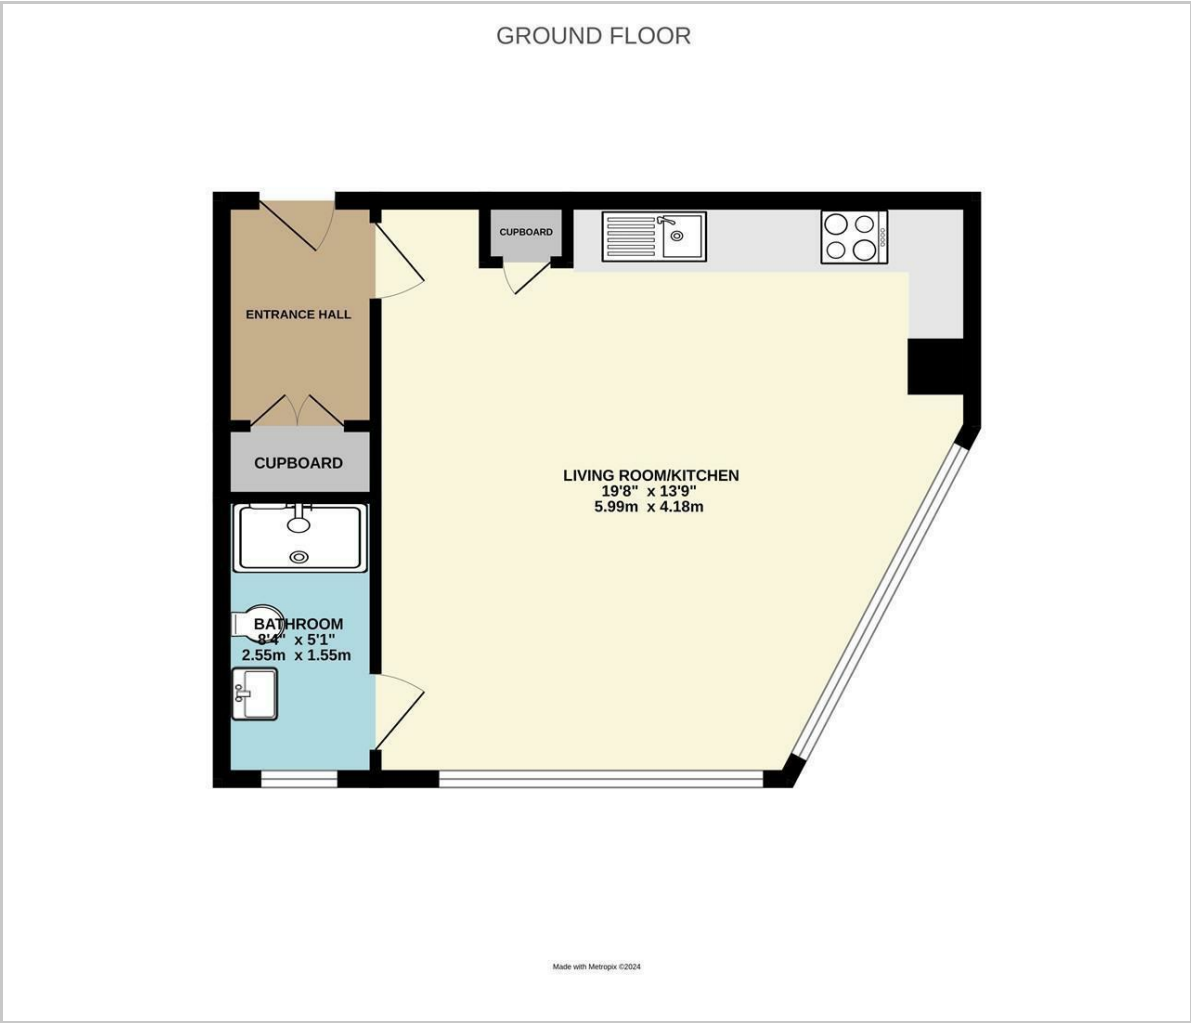 GROUND FLOOR
CUPBOARD
ENTRANCE HALL
CUPBOARD
LIVING ROOM/KITCHEN
19'8" x 13'9"
5.99m x 4.18m
BATHROOM
8'4" x 5'1"
2.55m x 1.55m
Made with Metropix ©2024